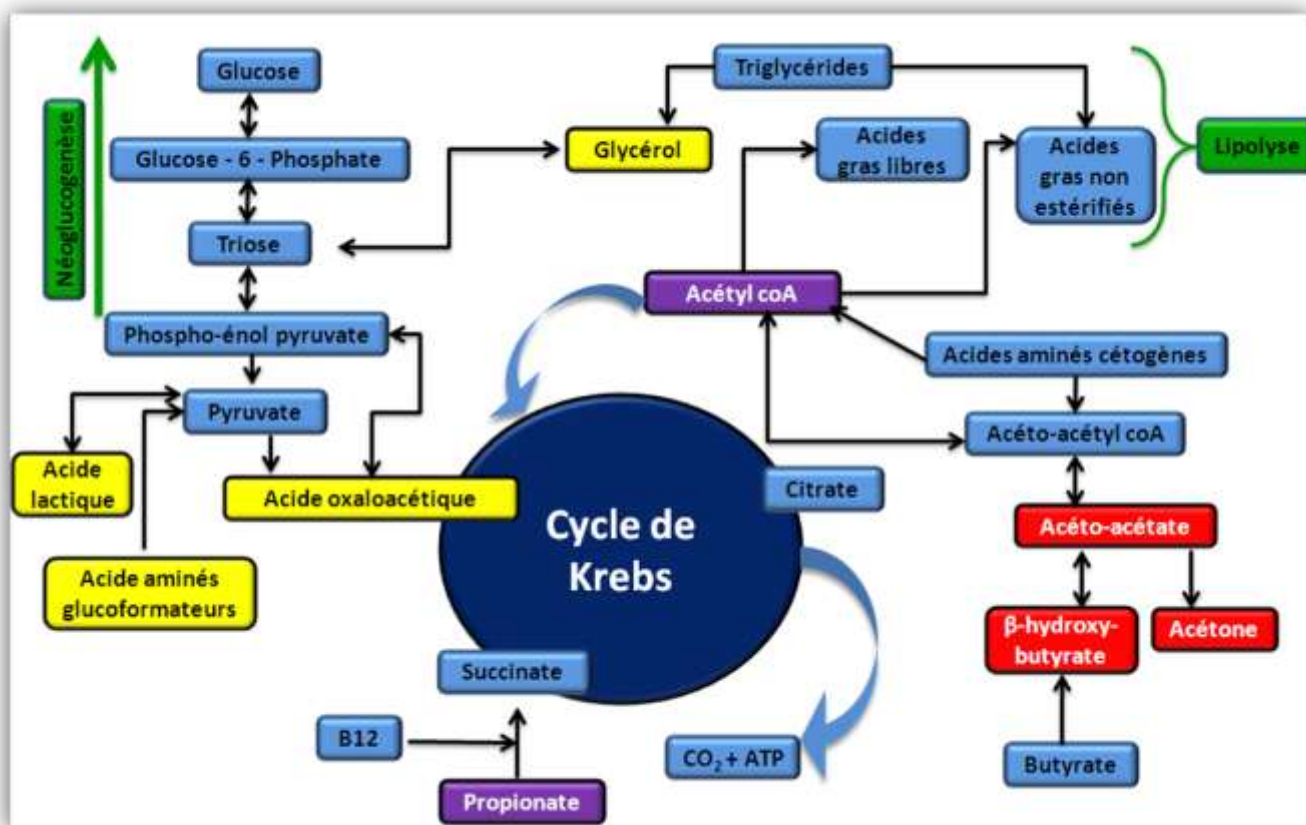 Néoglucogenèse
Glucose
Glucose - 6 - Phosphate
Triose
Phospho-énol pyruvate
Pyruvate
Acide
lactique
Acide aminés
glucoformateurs
Acide oxaloacétique
Triglycérides
Glycérol
Acides
gras libres
Acides
gras non
estérifiés
Lipolyse
Acétyl coA
Acides aminés cétogènes
Acéto-acétyl coA
Citrate
Cycle de
Krebs
Acéto-acétate
β-hydroxy-
butyrate
Acétone
Butyrate
Succinate
B12
Propionate
CO₂ + ATP